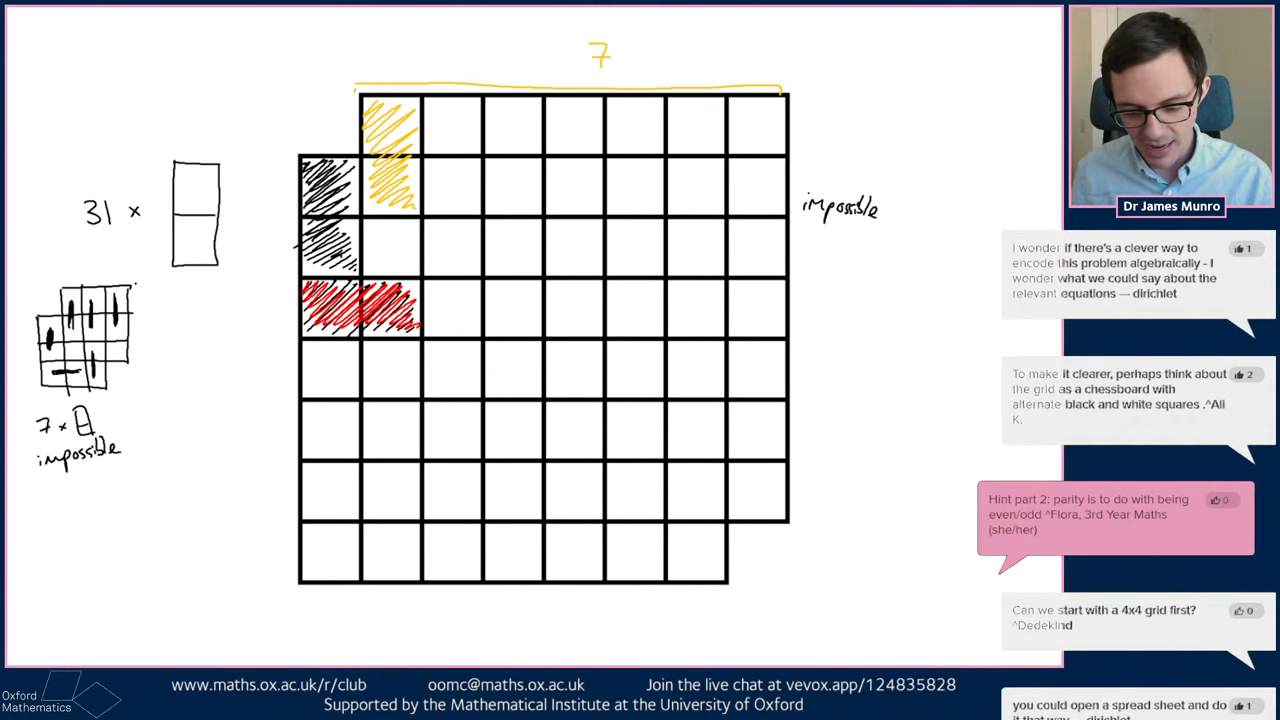 7
31 ×
impossible
7 ×
impossible
Dr James Munro
I wonder if there's a clever way to
encode this problem algebraically - I
wonder what we could say about the
relevant equations — dirichlet
1
To make it clearer, perhaps think about
the grid as a chessboard with
alternate black and white squares .^Ali
K.
2
Hint part 2: parity is to do with being
even/odd ^Flora, 3rd Year Maths
(she/her)
0
Can we start with a 4x4 grid first?
^Dedekind
0
you could open a spread sheet and do
it that way — dirichlet
1
Oxford
Mathematics
www.maths.ox.ac.uk/r/club oomc@maths.ox.ac.uk Join the live chat at vevox.app/124835828
Supported by the Mathematical Institute at the University of Oxford